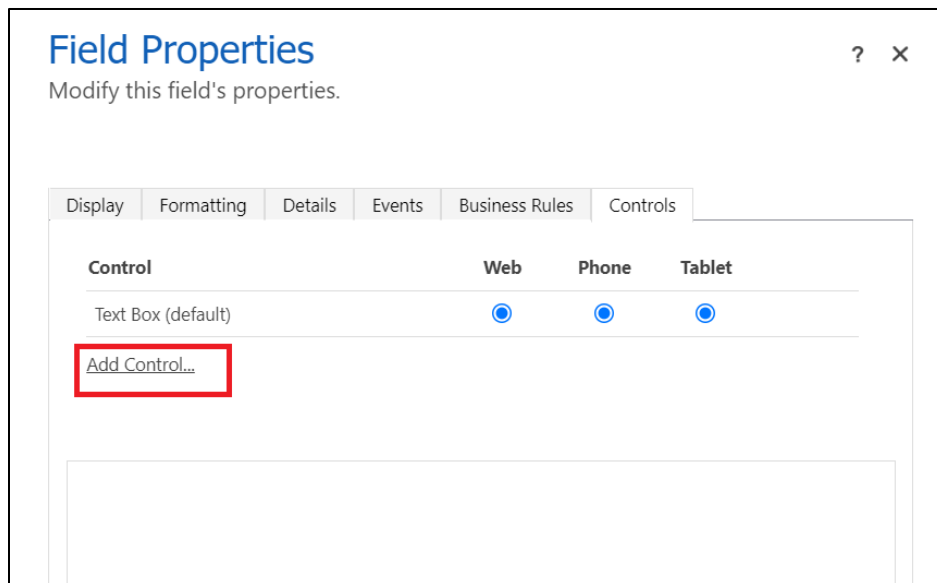 Field Properties
? ×
Modify this field's properties.
Display Formatting Details Events Business Rules Controls
Control Web Phone Tablet
Text Box (default)
Add Control...